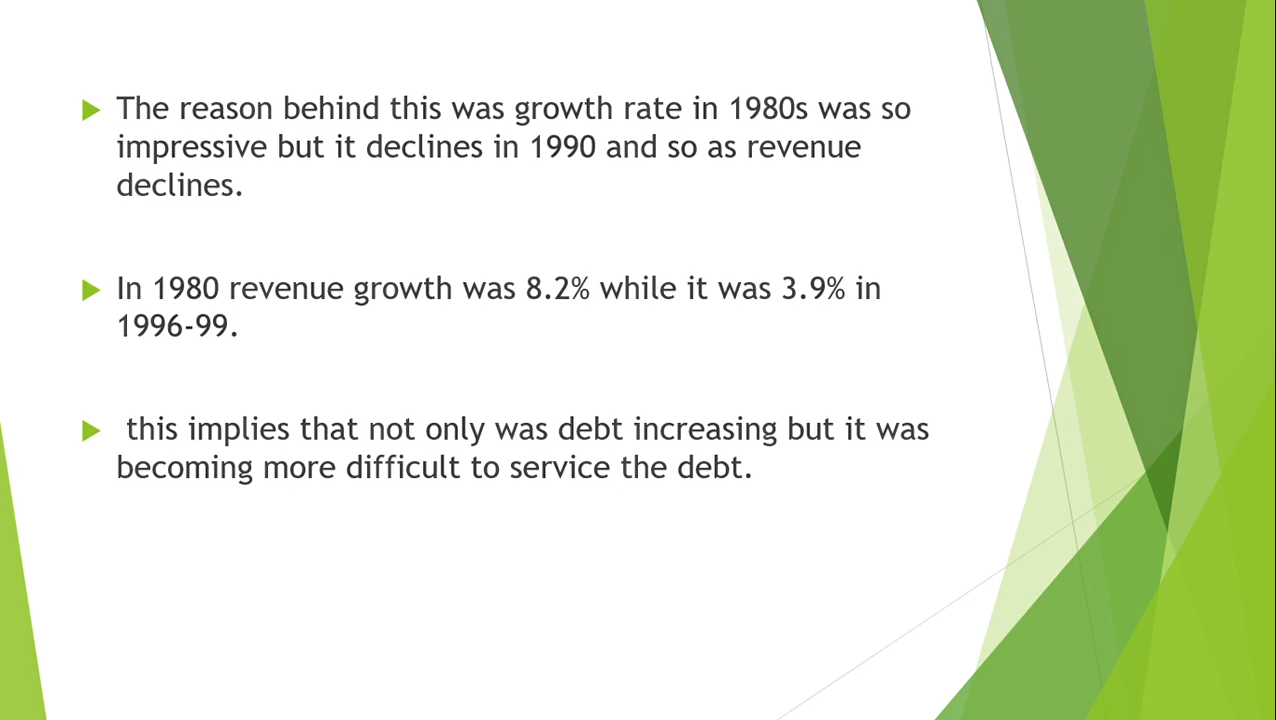 The reason behind this was growth rate in 1980s was so
impressive but it declines in 1990 and so as revenue
declines.
In 1980 revenue growth was 8.2% while it was 3.9% in
1996-99.
this implies that not only was debt increasing but it was
becoming more difficult to service the debt.